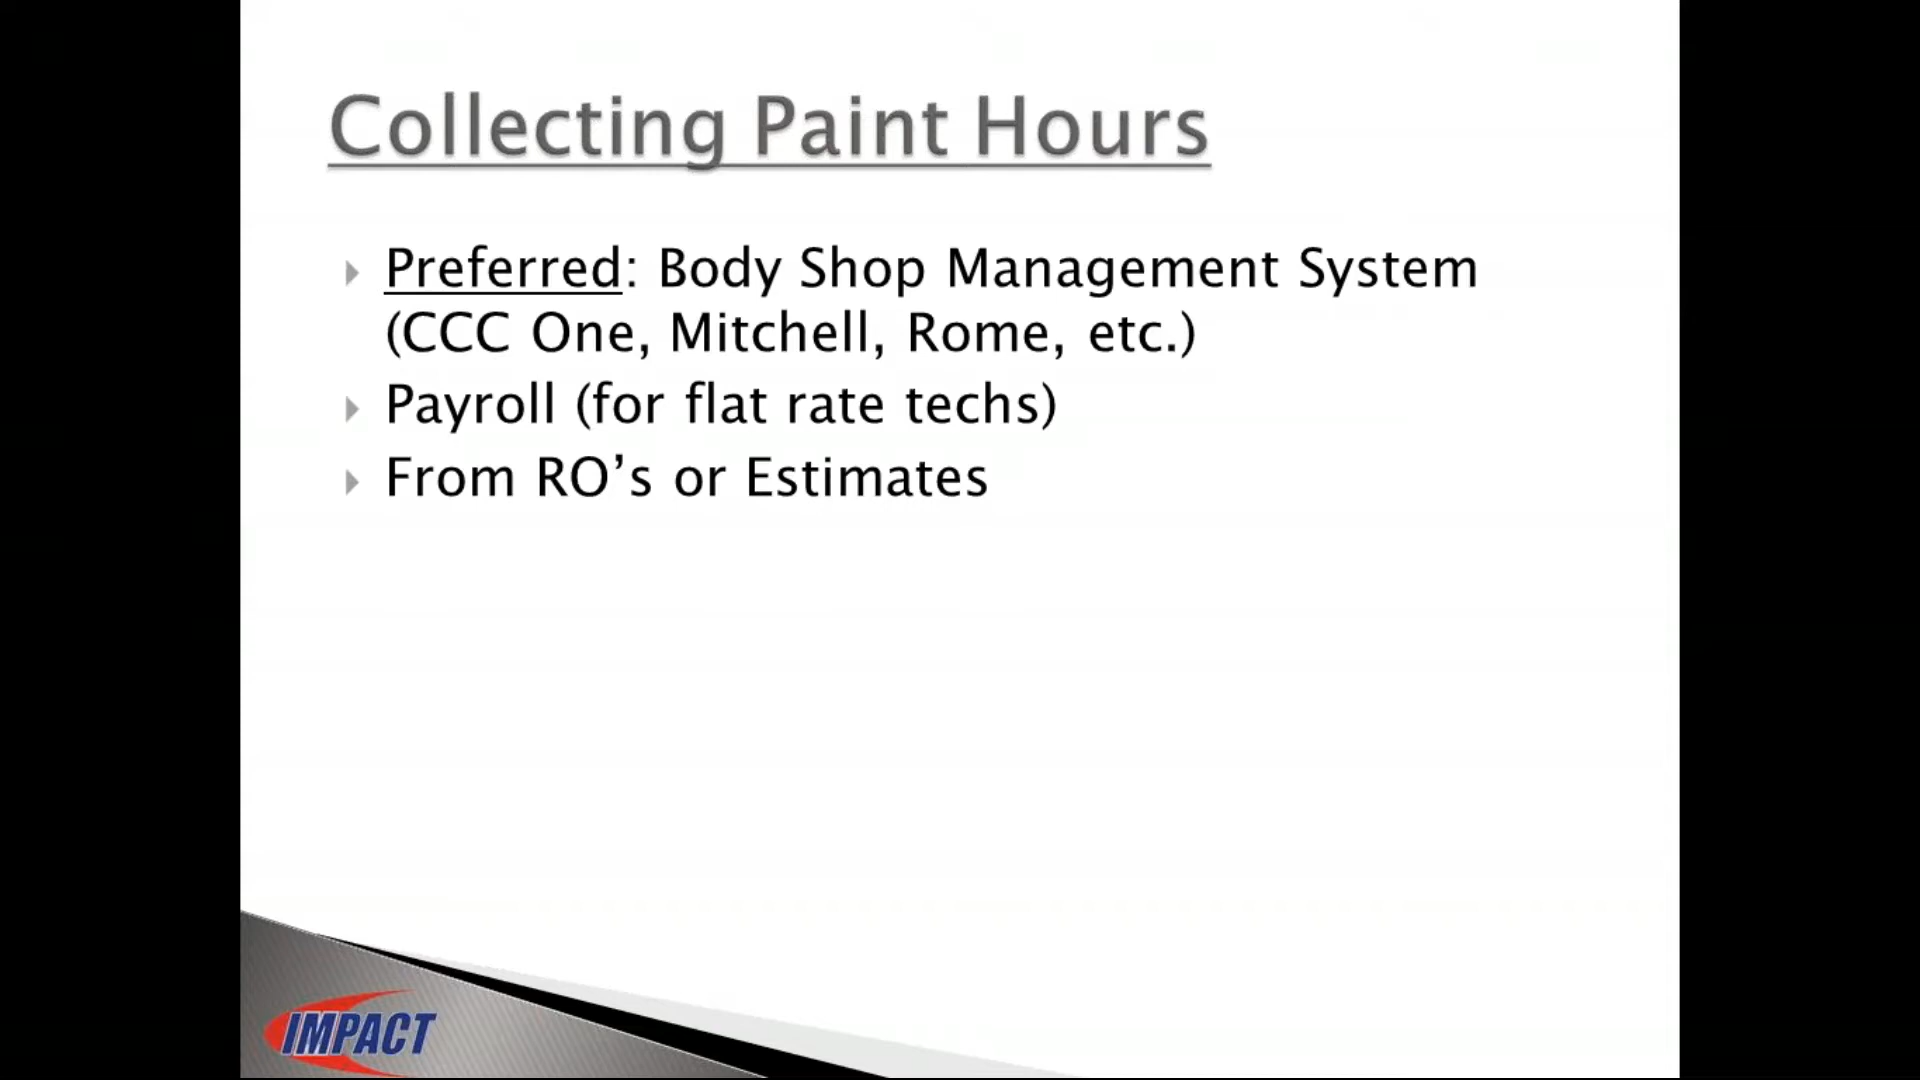 Collecting Paint Hours
Preferred: Body Shop Management System
(CCC One, Mitchell, Rome, etc.)
Payroll (for flat rate techs)
From RO’s or Estimates
IMPACT